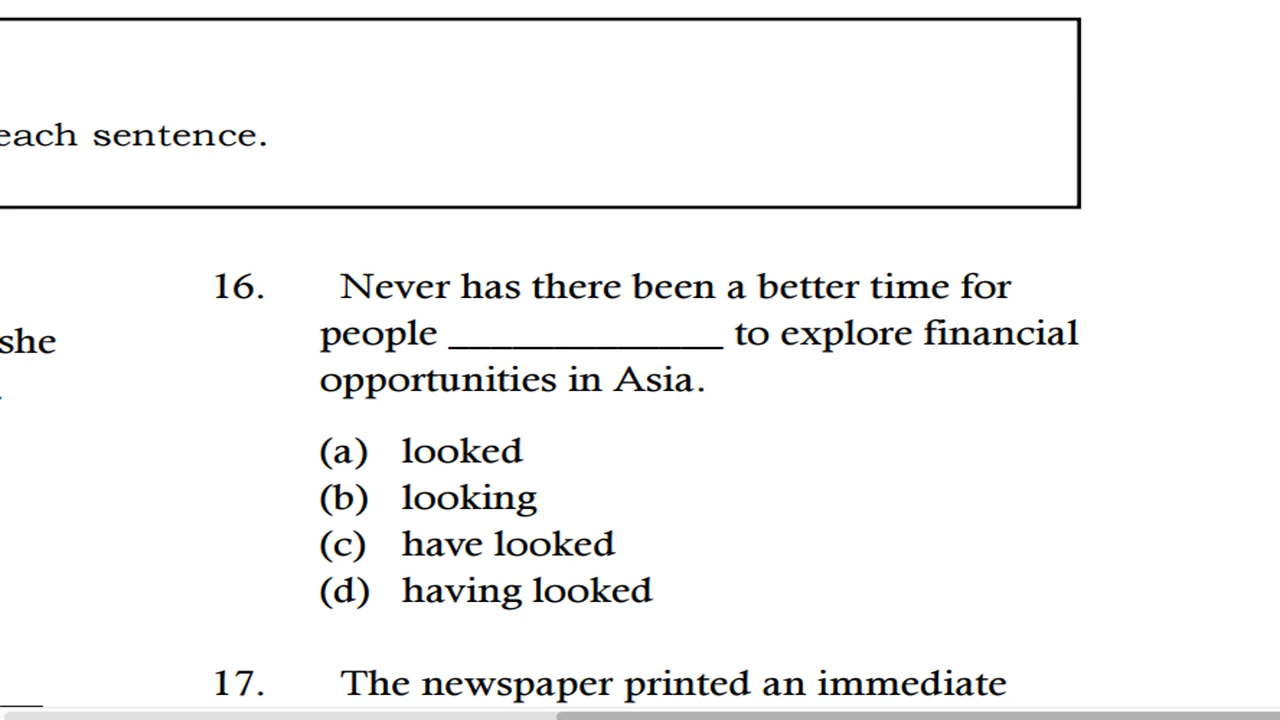 each sentence.
she
16. Never has there been a better time for
people _____________ to explore financial
opportunities in Asia.
(a) looked
(b) looking
(c) have looked
(d) having looked
17. The newspaper printed an immediate